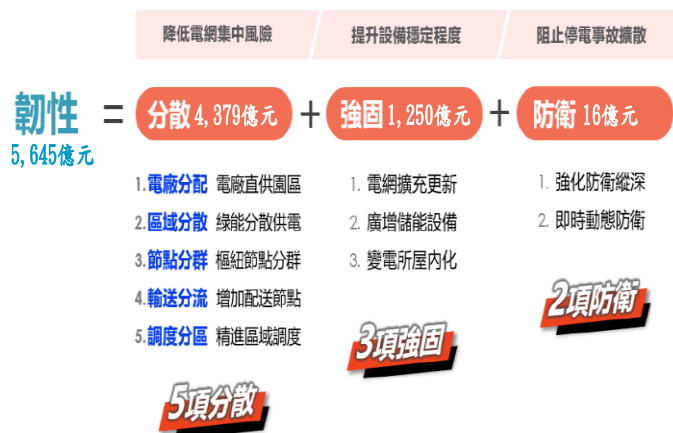 降低電網集中風險
提升設備穩定程度
阻止停電事故擴散
韌性
5,645億元
=
分散 4,379億元
+
強固 1,250億元
+
防衛 16億元
1.電廠分配 電廠直供園區
2.區域分散 綠能分散供電
3.節點分群 樞紐節點分群
4.輸送分流 增加配送節點
5.調度分區 精進區域調度
5項分散
1. 電網擴充更新
2. 廣增儲能設備
3. 變電所屋內化
3項強固
1. 強化防衛縱深
2. 即時動態防衛
2項防衛